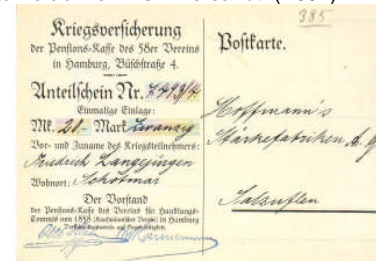 385
Kriegsversicherung
der Pensions-Kasse des 58er Vereins
in Hamburg, Büschstraße 4.
Anteilschein Nr.
Einmalige Einlage:
Mk. 20.- Mark zwanzig
Vor- und Zuname des Kriegsteilnehmers:
Friedrich Langejürgen
Wohnort: Schötmar
Der Vorstand
der Pensions-Kasse des Vereins für Handlungs-
Commis von 1858 (Kaufmännischer Verein) in Hamburg
Postkarte.
Hoffmann's
Stärkefabriken A. G.
Salzuflen